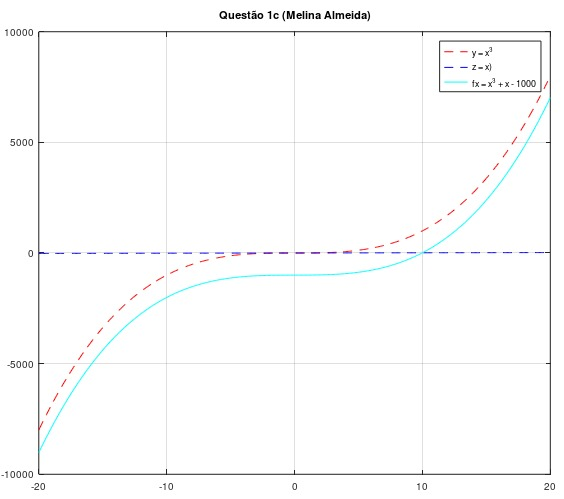 Questão 1c (Melina Almeida)
10000
y = x³
z = x)
fx = x³ + x - 1000
5000
0
-5000
-10000
-20 -10 0 10 20